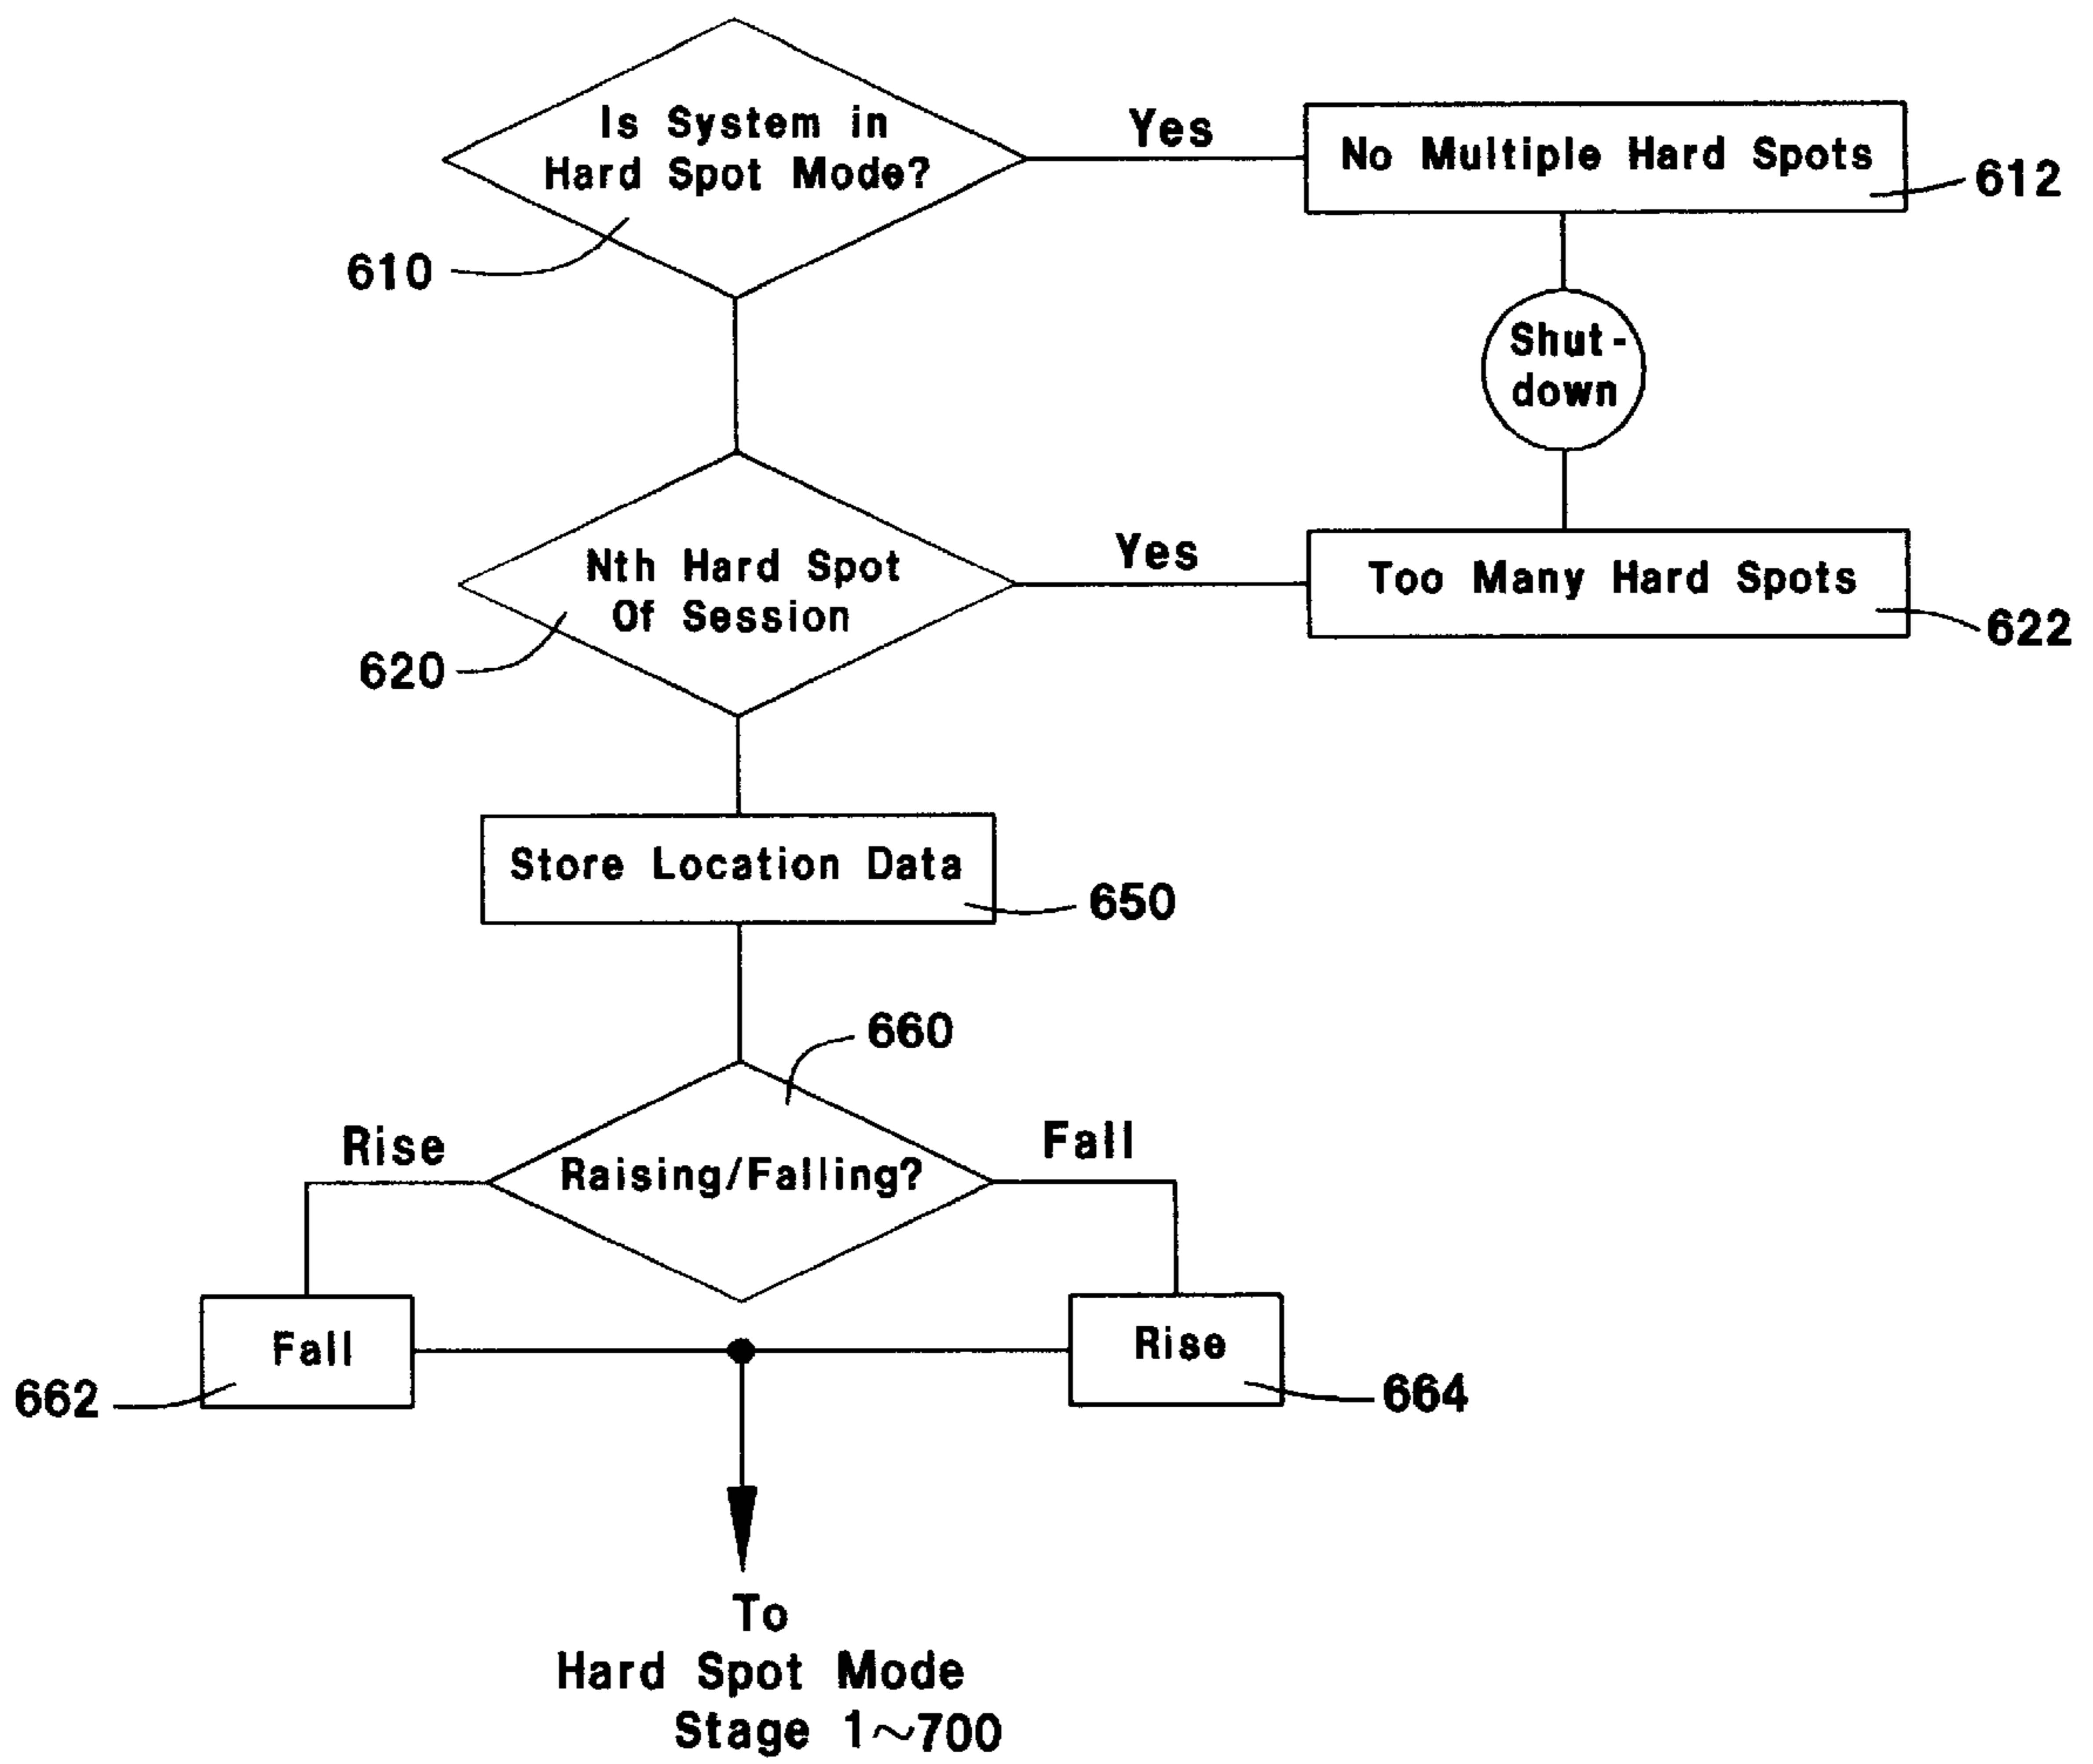 Is System in
Hard Spot Mode?
610
Yes
No Multiple Hard Spots
612
Shut-
down
Nth Hard Spot
Of Session
620
Yes
Too Many Hard Spots
622
Store Location Data
650
660
Rise
Raising/Falling?
Fall
Fall
662
Rise
664
To
Hard Spot Mode
Stage 1~700